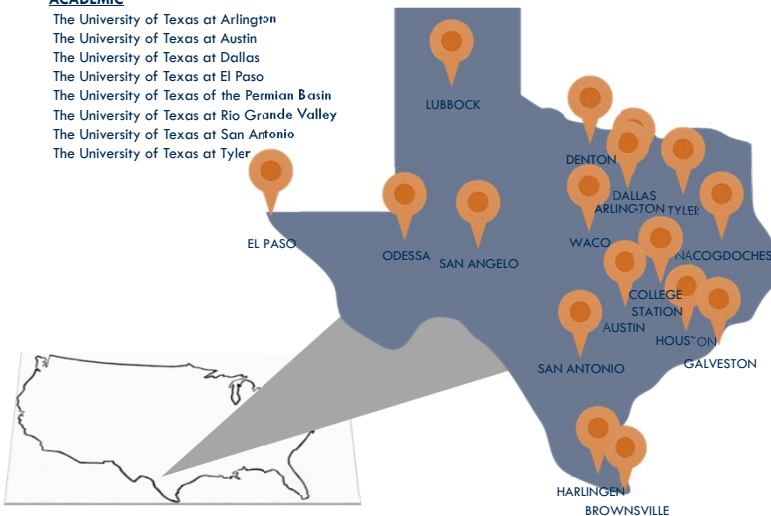 ACADEMIC
The University of Texas at Arlington
The University of Texas at Austin
The University of Texas at Dallas
The University of Texas at El Paso
The University of Texas of the Permian Basin
The University of Texas at Rio Grande Valley
The University of Texas at San Antonio
The University of Texas at Tyler
LUBBOCK
DENTON
DALLAS
ARLINGTON
TYLER
EL PASO
ODESSA
SAN ANGELO
WACO
NACOGDOCHES
COLLEGE
STATION
AUSTIN
HOUSTON
GALVESTON
SAN ANTONIO
HARLINGEN
BROWNSVILLE